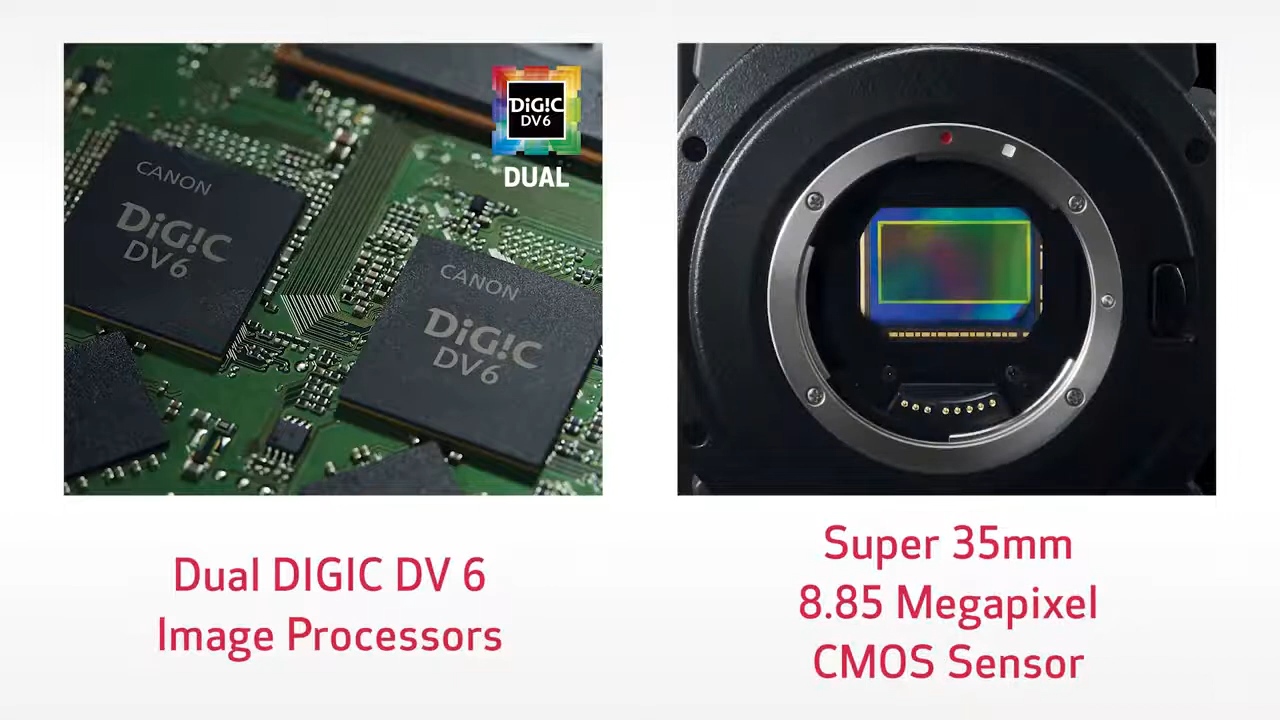 DiGiC
DV6
DUAL
CANON
DiGiC
DV6
CANON
DiGiC
DV6
Dual DIGIC DV 6
Image Processors
Super 35mm
8.85 Megapixel
CMOS Sensor